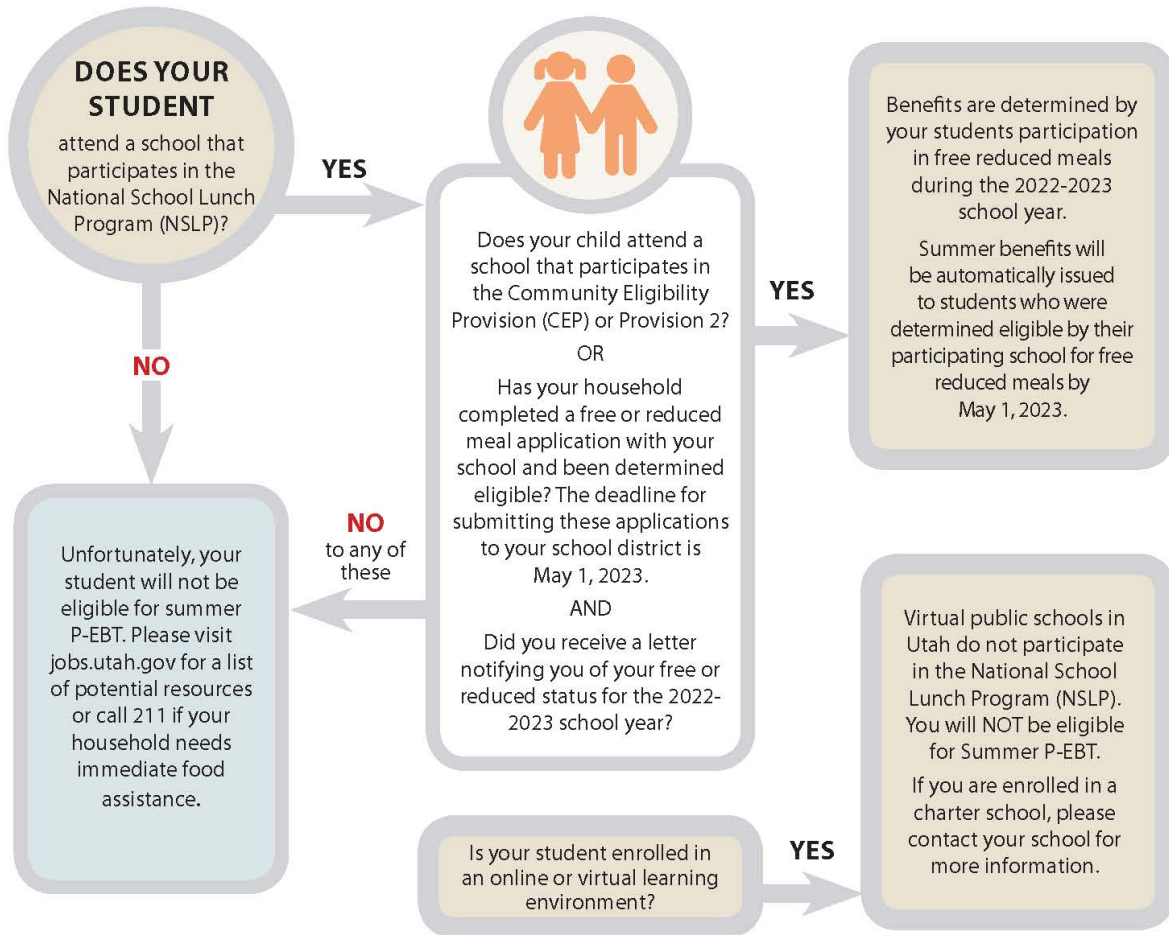 DOES YOUR
STUDENT
attend a school that
participates in the
National School Lunch
Program (NSLP)?
YES
NO
Does your child attend a
school that participates in
the Community Eligibility
Provision (CEP) or Provision 2?
OR
Has your household
completed a free or reduced
meal application with your
school and been determined
eligible? The deadline for
submitting these applications
to your school district is
May 1, 2023.
AND
Did you receive a letter
notifying you of your free or
reduced status for the 2022-
2023 school year?
YES
Benefits are determined by
your students participation
in free reduced meals
during the 2022-2023
school year.
Summer benefits will
be automatically issued
to students who were
determined eligible by their
participating school for free
reduced meals by
May 1, 2023.
NO
to any of
these
Unfortunately, your
student will not be
eligible for summer
P-EBT. Please visit
jobs.utah.gov for a list
of potential resources
or call 211 if your
household needs
immediate food
assistance.
Is your student enrolled in
an online or virtual learning
environment?
YES
Virtual public schools in
Utah do not participate
in the National School
Lunch Program (NSLP).
You will NOT be eligible
for Summer P-EBT.
If you are enrolled in a
charter school, please
contact your school for
more information.